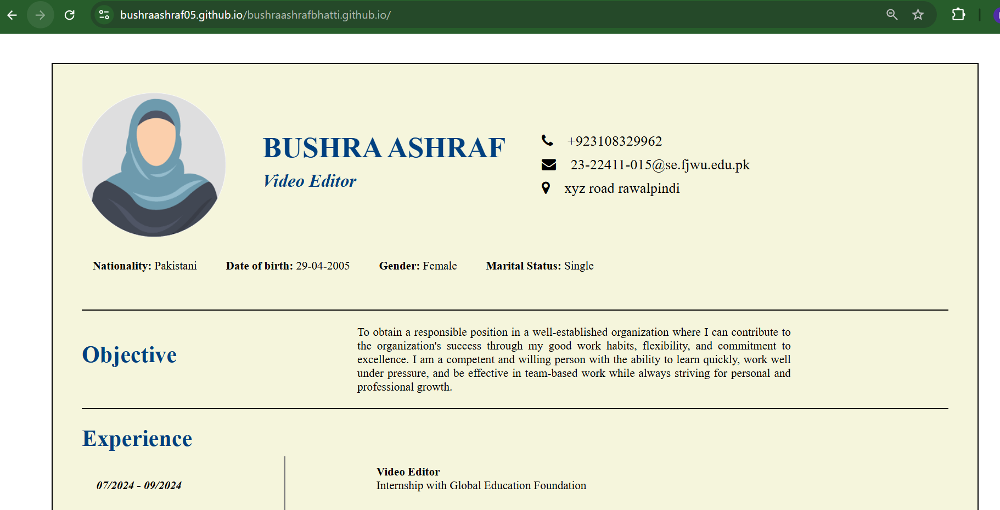 bushraashraf05.github.io/bushraashrafbhatti.github.io/
BUSHRA ASHRAF
Video Editor
+923108329962
23-22411-015@se.fjwu.edu.pk
xyz road rawalpindi
Nationality: Pakistani Date of birth: 29-04-2005 Gender: Female Marital Status: Single
Objective
To obtain a responsible position in a well-established organization where I can contribute to
the organization's success through my good work habits, flexibility, and commitment to
excellence. I am a competent and willing person with the ability to learn quickly, work well
under pressure, and be effective in team-based work while always striving for personal and
professional growth.
Experience
07/2024 - 09/2024
Video Editor
Internship with Global Education Foundation